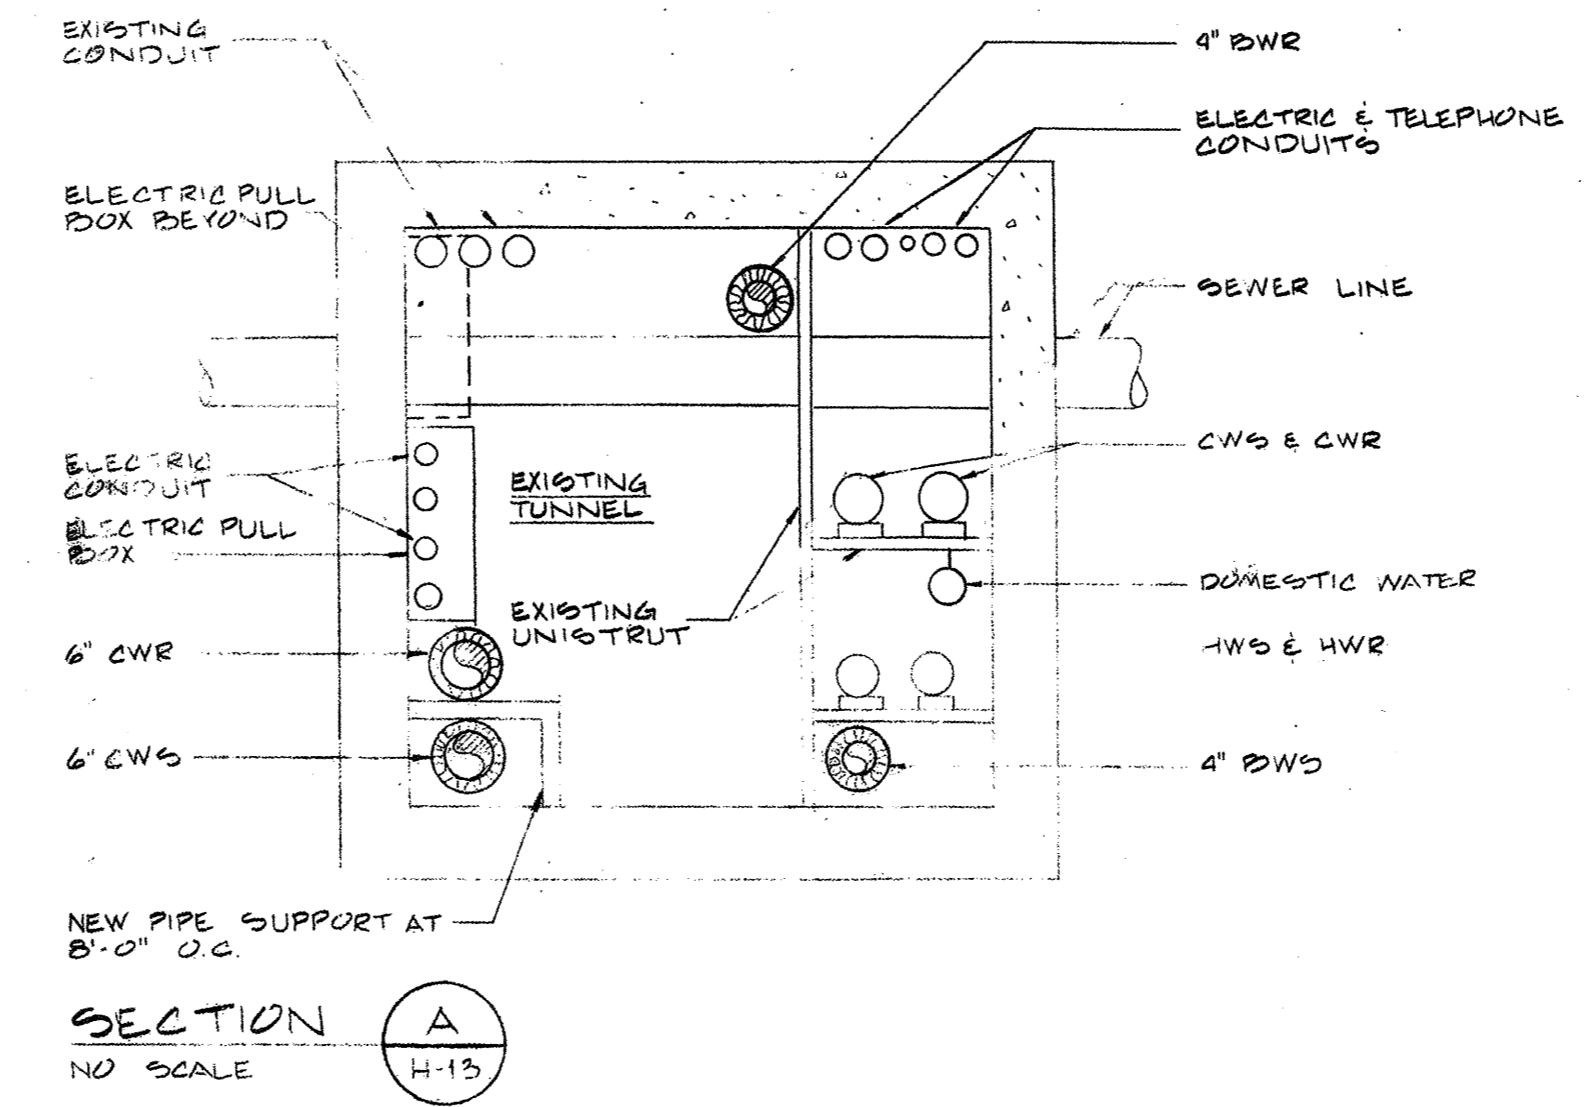 EXISTING
CONDUIT
4" BWR
ELECTRIC & TELEPHONE
CONDUITS
ELECTRIC PULL
BOX BEYOND
SEWER LINE
CWS & CWR
ELECTRIC
CONDUIT
EXISTING
TUNNEL
ELECTRIC PULL
BOX
DOMESTIC WATER
EXISTING
UNISTRUT
6" CWR
HWS & HWR
6" CWS
4" BWS
NEW PIPE SUPPORT AT
8'-0" O.C.
SECTION
A
NO SCALE
H-13